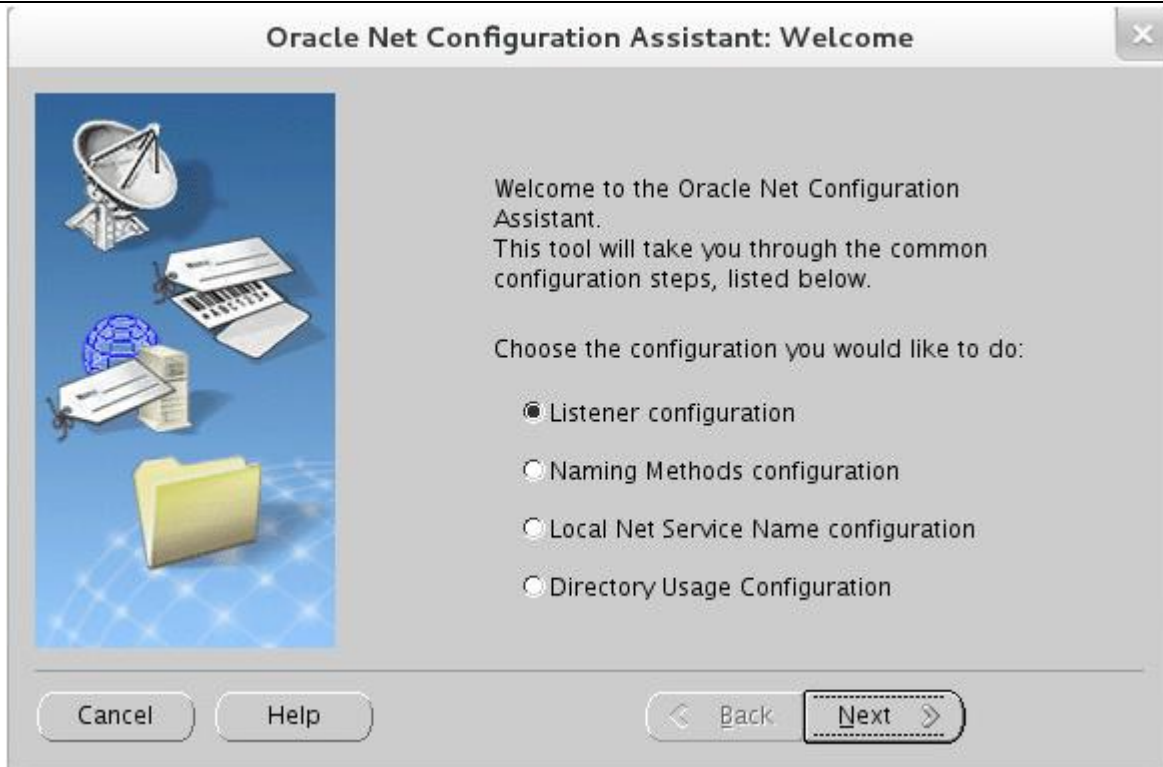 Oracle Net Configuration Assistant: Welcome
Welcome to the Oracle Net Configuration
Assistant.
This tool will take you through the common
configuration steps, listed below.
Choose the configuration you would like to do:
Listener configuration
Naming Methods configuration
Local Net Service Name configuration
Directory Usage Configuration
Cancel
Help
Back
Next